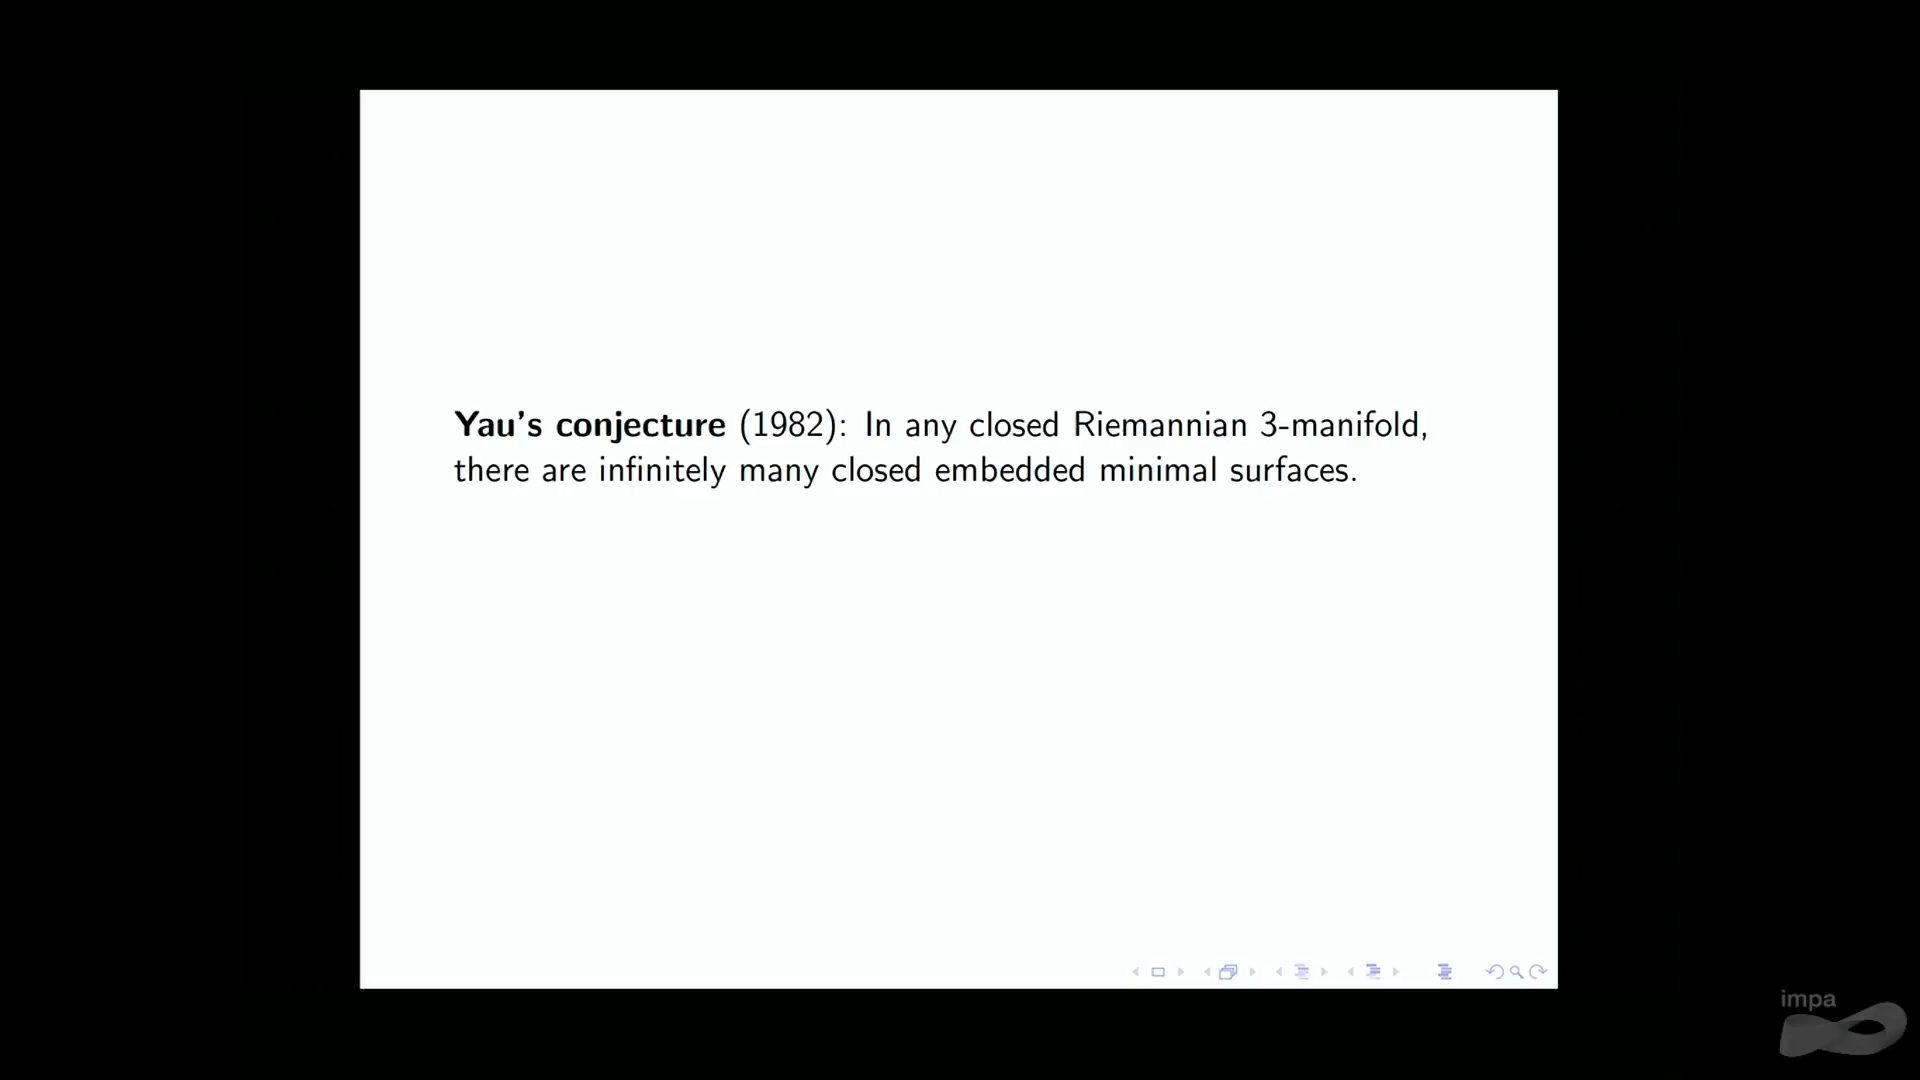 Yau's conjecture (1982): In any closed Riemannian 3-manifold,
there are infinitely many closed embedded minimal surfaces.
impa